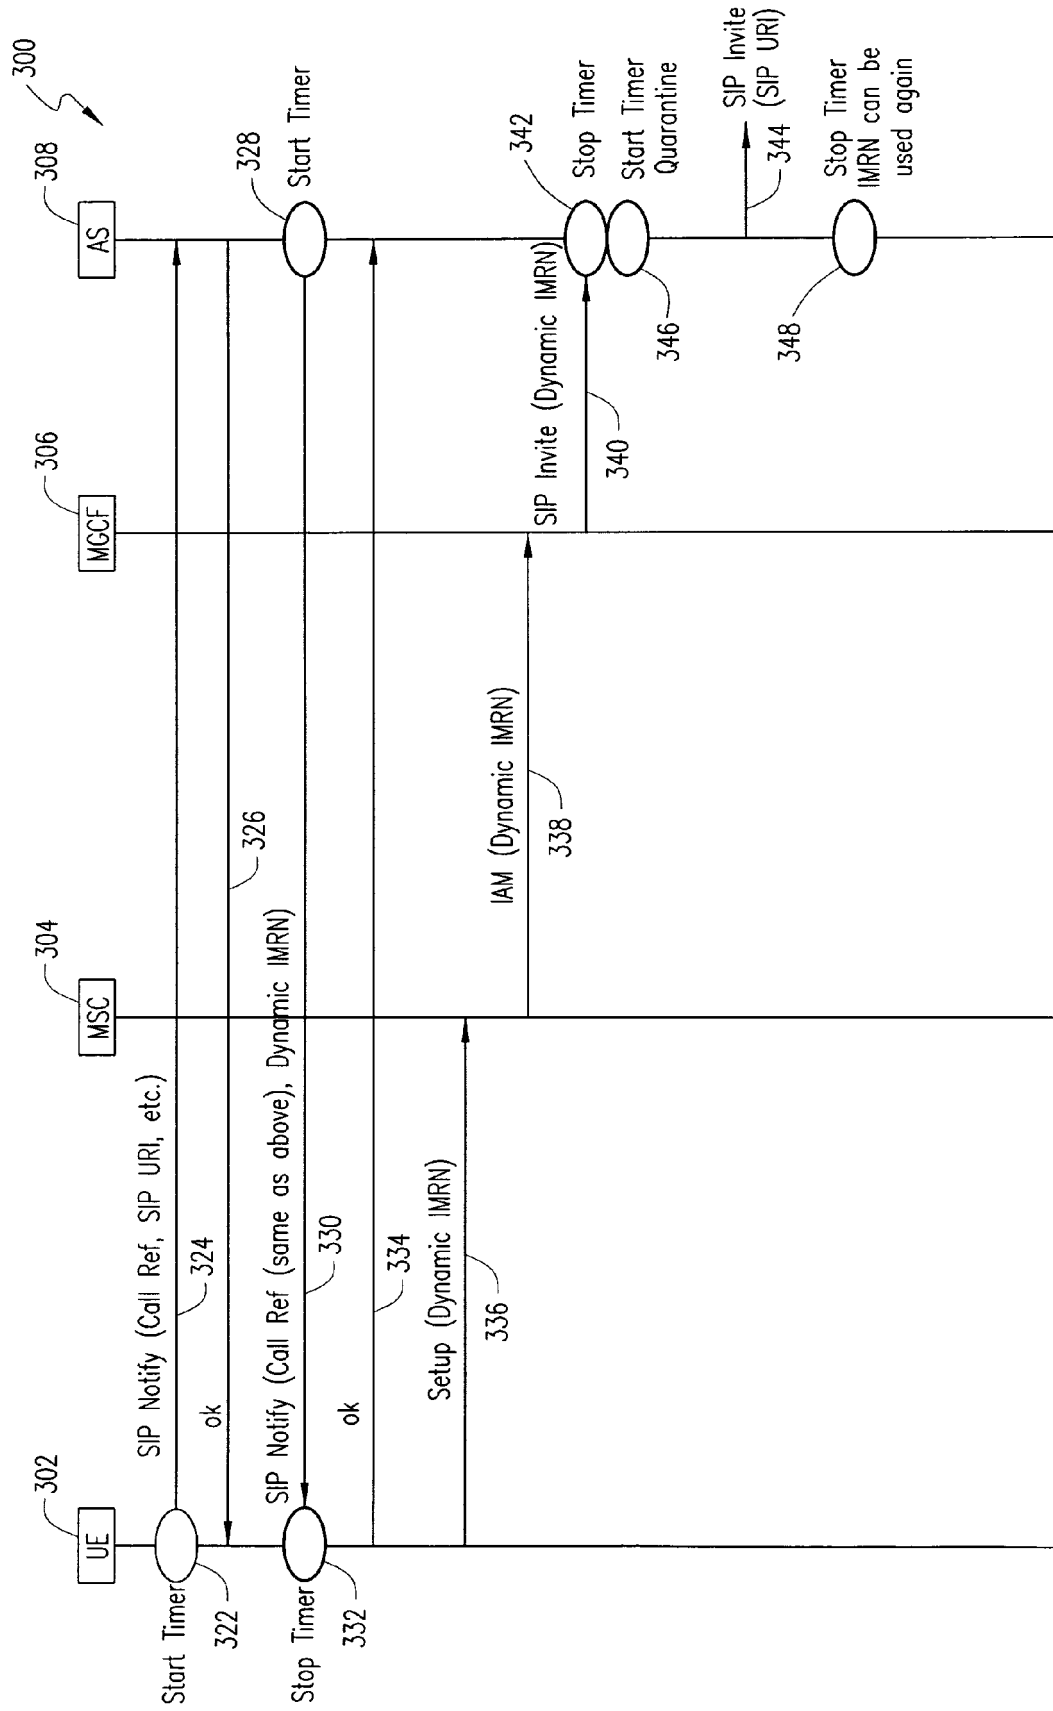 300
302
304
306
308
UE
MSC
MGCF
AS
SIP Notify (Call Ref, SIP URI, etc.)
Start Timer
322
324
ok
326
328
Start Timer
SIP Notify (Call Ref (same as above), Dynamic IMRN)
330
Stop Timer
332
ok
334
Setup (Dynamic IMRN)
336
IAM (Dynamic IMRN)
338
SIP Invite (Dynamic IMRN)
340
342
Stop Timer
Start Timer
Quarantine
346
SIP Invite
(SIP URI)
344
348
Stop Timer
IMRN can be
used again